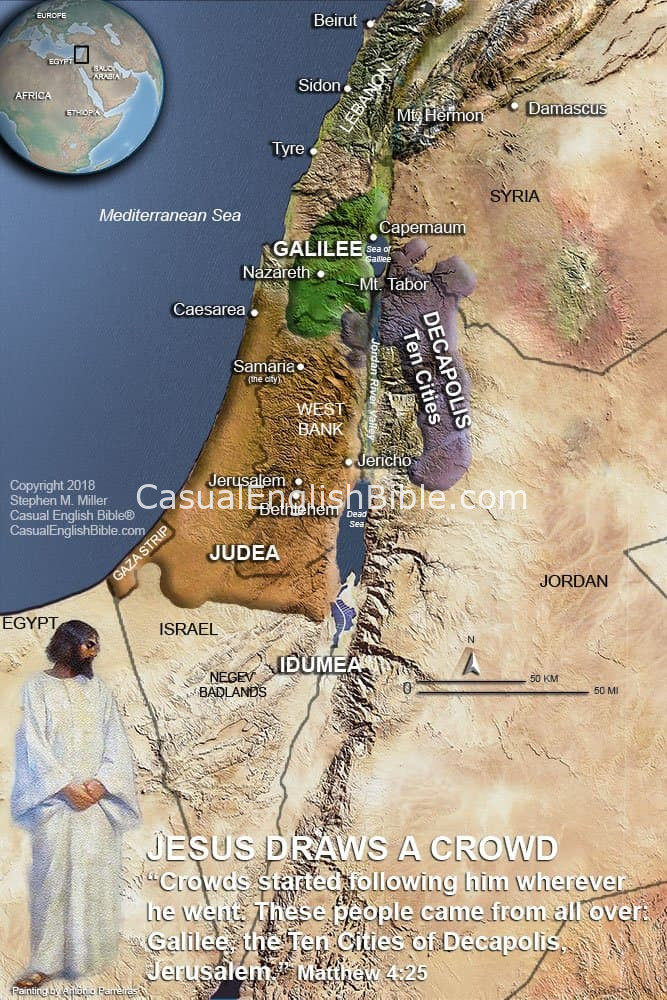 EUROPE
EGYPT
SAUDI
ARABIA
AFRICA
ETHIOPIA
Beirut
Sidon
LEBANON
Mt. Hermon
Damascus
Tyre
SYRIA
Mediterranean Sea
Capernaum
GALILEE
Sea of
Galilee
Nazareth
Mt. Tabor
Caesarea
DECAPOLIS
Ten Cities
Jordan River Valley
Samaria
(the city)
WEST
BANK
Jericho
Jerusalem
Copyright 2018
Stephen M. Miller
Casual English Bible®
CasualEnglishBible.com
CasualEnglishBible.com
Bethlehem
Dead
Sea
GAZA STRIP
JUDEA
JORDAN
EGYPT
ISRAEL
IDUMEA
NEGEV
BADLANDS
N
50 KM
0
50 MI
JESUS DRAWS A CROWD
“Crowds started following him wherever
he went. These people came from all over:
Galilee, the Ten Cities of Decapolis,
Jerusalem.” Matthew 4:25
Painting by Antonio Parreiras